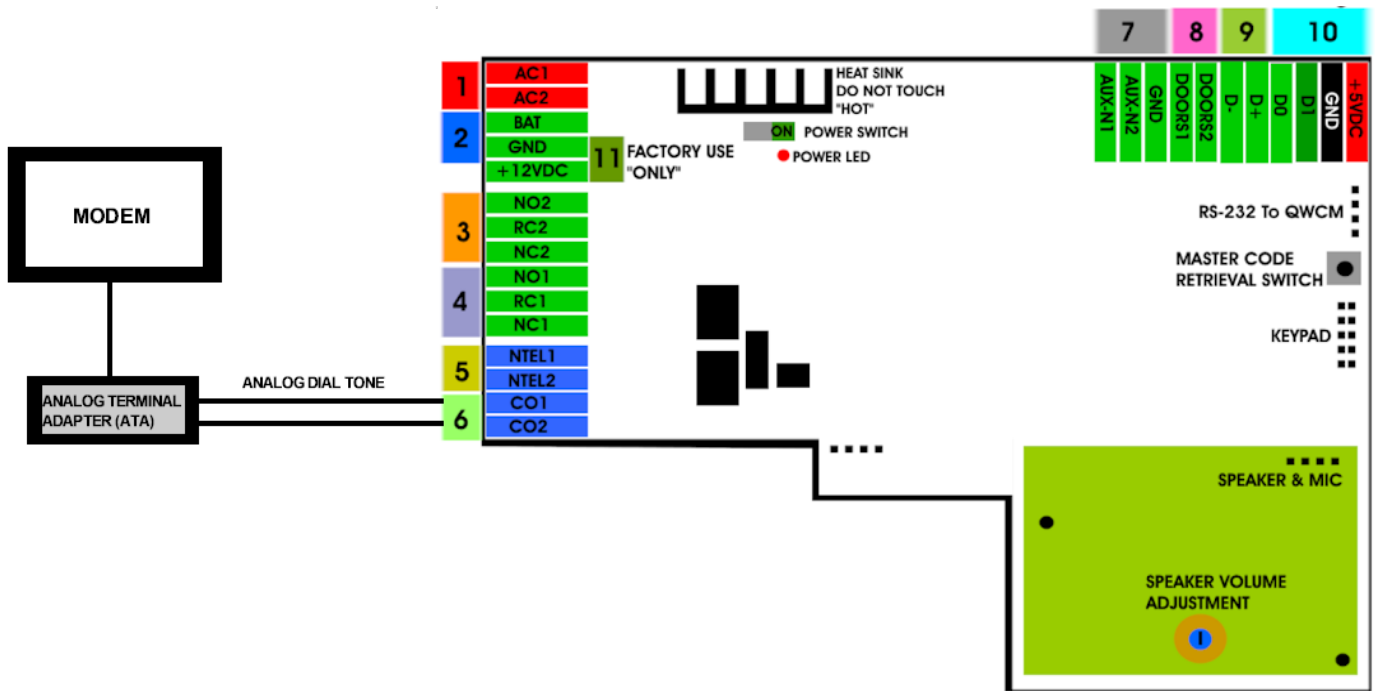 7
8
9
10
1
AC1
AC2
2
BAT
GND
+12VDC
11
FACTORY USE
"ONLY"
HEAT SINK
DO NOT TOUCH
"HOT"
ON
POWER SWITCH
POWER LED
AUX-N1
AUX-N2
GND
DOORS1
DOORS2
D-
D+
D0
D1
GND
+5VDC
MODEM
3
NO2
RC2
NC2
4
NO1
RC1
NC1
RS-232 To QWCM
MASTER CODE
RETRIEVAL SWITCH
KEYPAD
5
NTEL1
NTEL2
6
CO1
CO2
ANALOG DIAL TONE
ANALOG TERMINAL
ADAPTER (ATA)
SPEAKER & MIC
SPEAKER VOLUME
ADJUSTMENT